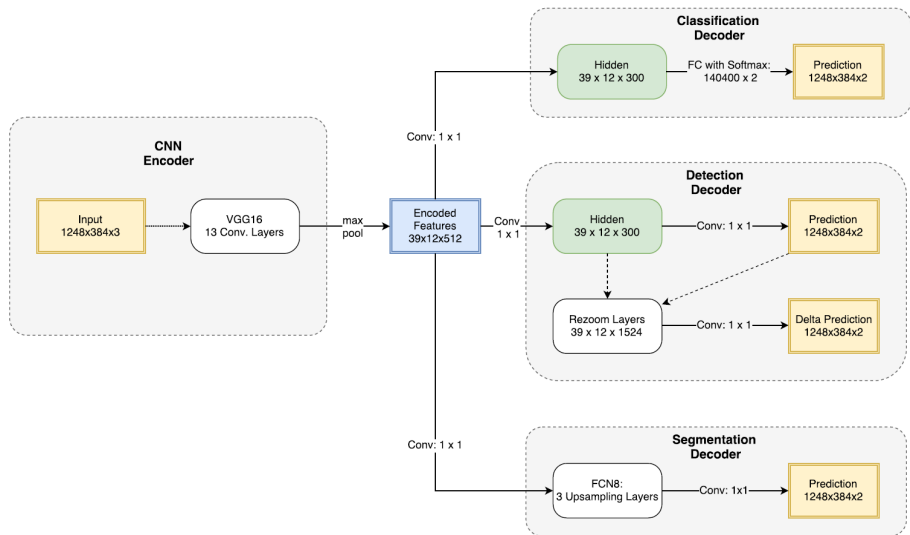 Classification
Decoder
Hidden
39 x 12 x 300
FC with Softmax:
140400 x 2
Prediction
1248x384x2
Conv: 1 x 1
CNN
Encoder
Input
1248x384x3
VGG16
13 Conv. Layers
max
pool
Encoded
Features
39x12x512
Conv
1 x 1
Detection
Decoder
Hidden
39 x 12 x 300
Conv: 1 x 1
Prediction
1248x384x2
Rezoom Layers
39 x 12 x 1524
Conv: 1 x 1
Delta Prediction
1248x384x2
Conv: 1 x 1
Segmentation
Decoder
FCN8:
3 Upsampling Layers
Conv: 1x1
Prediction
1248x384x2